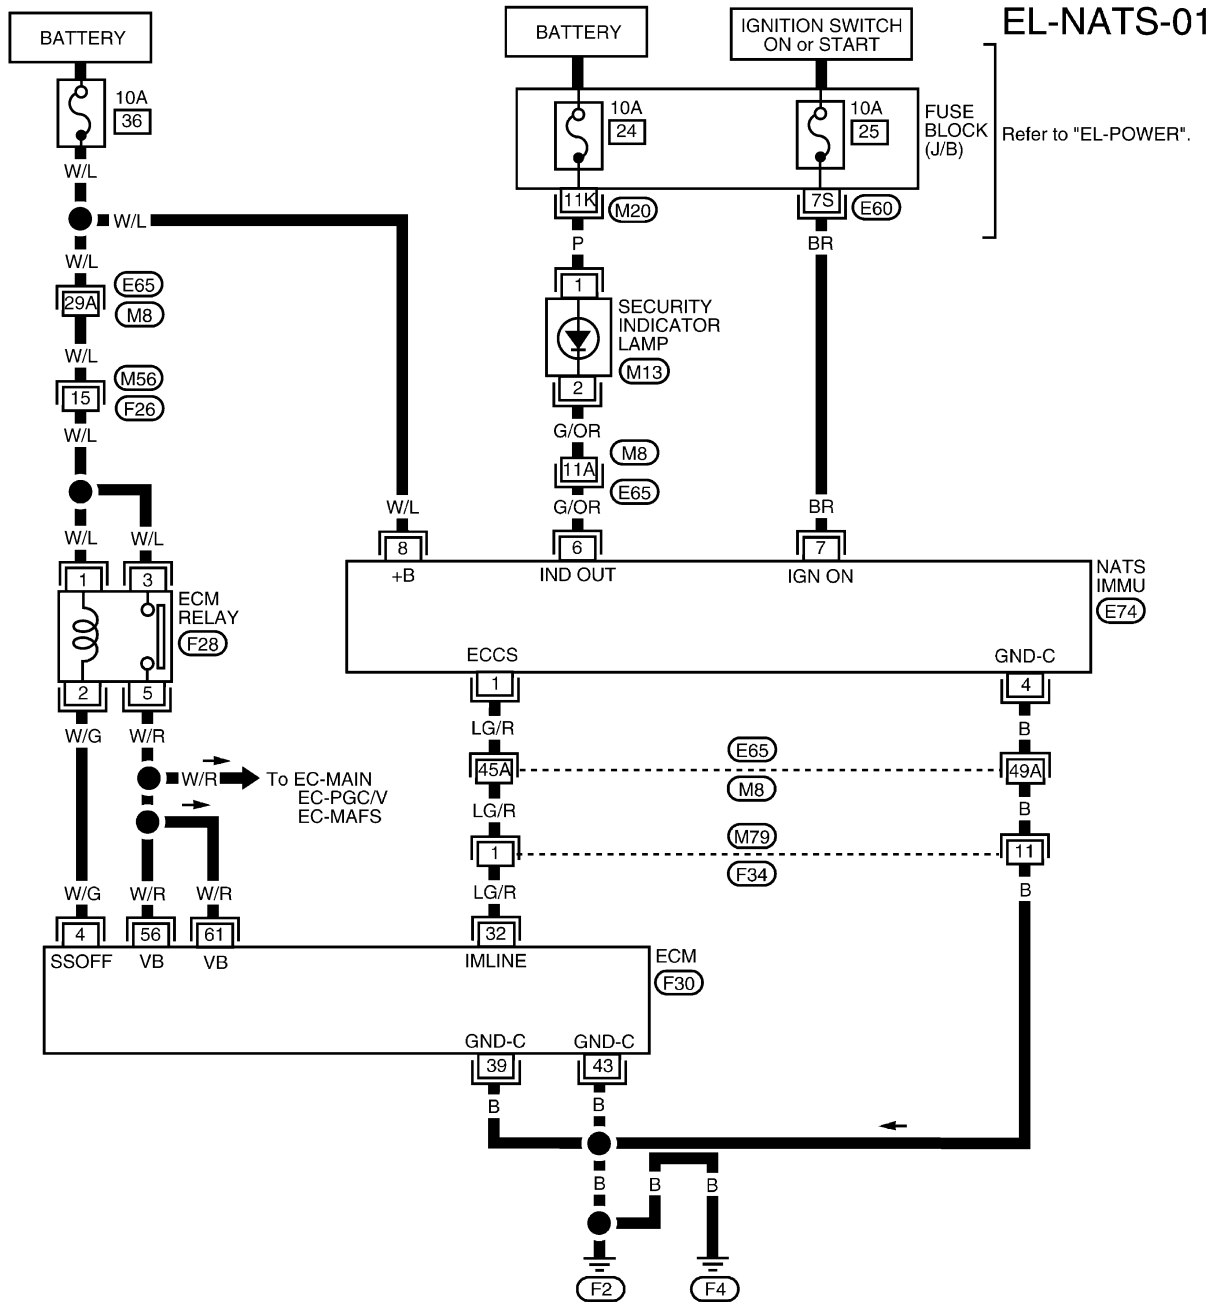 EL-NATS-01
BATTERY
BATTERY
IGNITION SWITCH
ON or START
10A
36
10A
24
10A
25
FUSE
BLOCK
(J/B)
Refer to "EL-POWER".
W/L
W/L
11K
M20
7S
E60
P
BR
W/L
E65
29A
M8
1
SECURITY
INDICATOR
LAMP
M13
2
W/L
M56
15
F26
W/L
G/OR
M8
11A
E65
W/L
G/OR
BR
W/L
W/L
8
6
7
+B
IND OUT
IGN ON
NATS
IMMU
E74
1
3
ECM
RELAY
F28
ECCS
GND-C
2
5
1
4
W/G
W/R
LG/R
B
E65
45A
49A
M8
W/R
To EC-MAIN
EC-PGC/V
EC-MAFS
LG/R
B
M79
1
11
F34
W/G
W/R
W/R
LG/R
B
4
56
61
32
SSOFF
VB
VB
IMLINE
ECM
F30
GND-C
GND-C
39
43
B
B
B
B
B
F2
F4